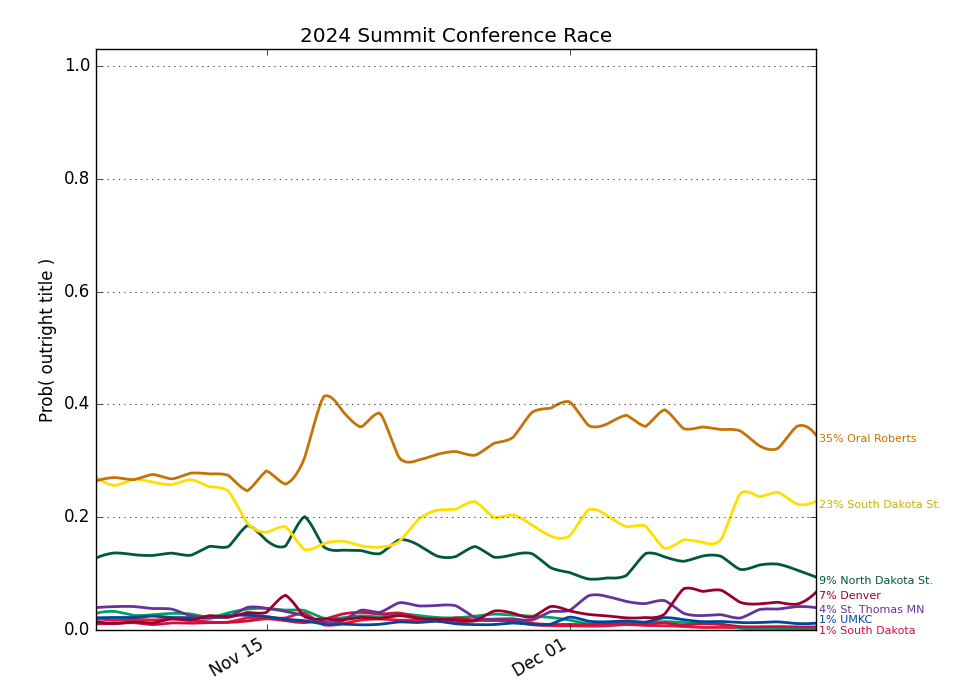 2024 Summit Conference Race
Prob( outright title )
1.0
0.8
0.6
0.4
0.2
0.0
Nov 15
Dec 01
35% Oral Roberts
23% South Dakota St.
9% North Dakota St.
7% Denver
4% St. Thomas MN
1% UMKC
1% South Dakota